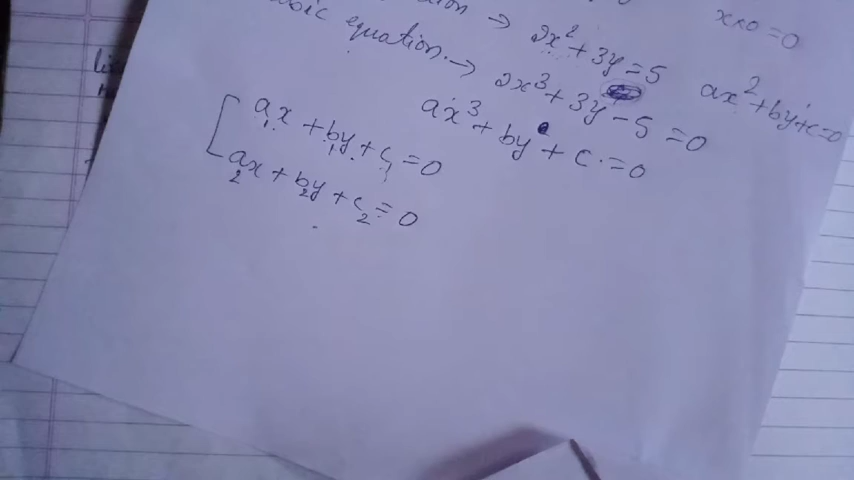 x×0 = 0
→ 2x² + 3y = 5
equation. → 2x³ + 3y - 5 = 0
ax² + by + c = 0
ax³ + by + c = 0
a₁x + b₁y + c₁ = 0
a₂x + b₂y + c₂ = 0